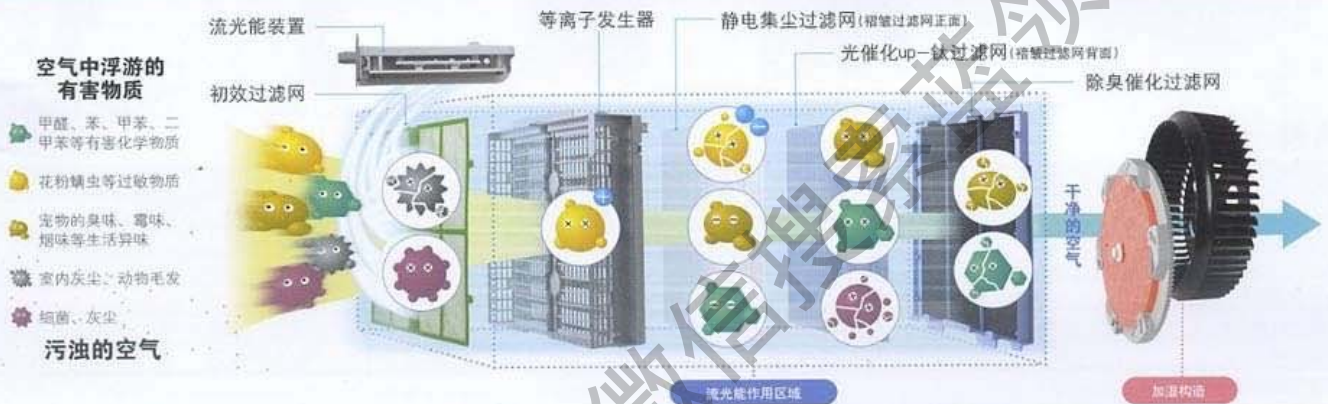 流光能装置
等离子发生器
静电集尘过滤网(褶皱过滤网正面)
光催化up-钛过滤网(褶皱过滤网背面)
除臭催化过滤网
初效过滤网
空气中浮游的
有害物质
甲醛、苯、甲苯、二
甲苯等有害化学物质
花粉螨虫等过敏物质
宠物的臭味、霉味、
烟味等生活异味
室内灰尘、动物毛发
细菌、灰尘
污浊的空气
干净的空气
流光能作用区域
加湿构造
微信搜索蓝领